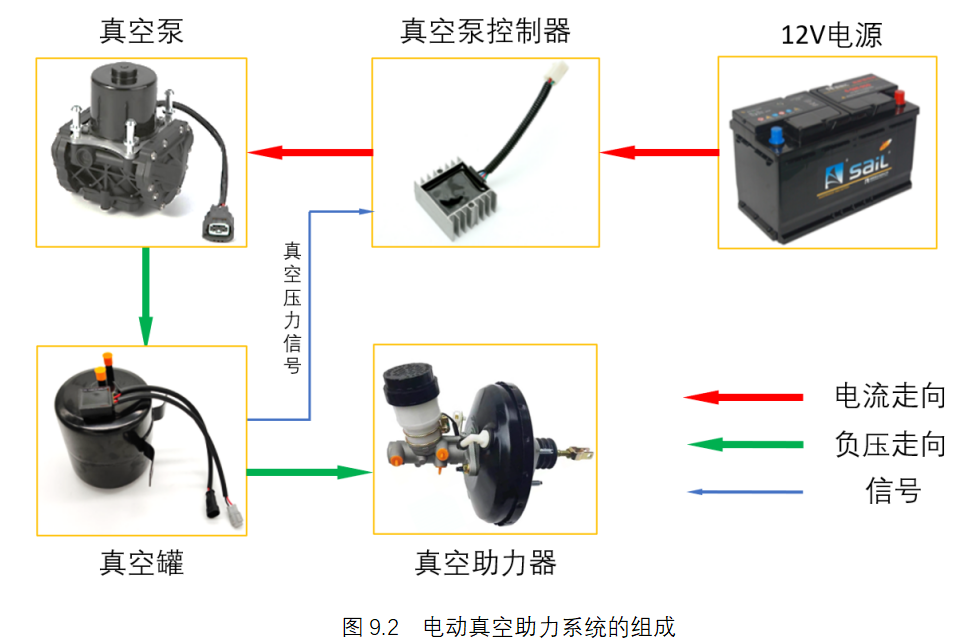 真空泵
真空泵控制器
12V电源
sail
真空压力信号
电流走向
负压走向
信号
真空罐
真空助力器
图 9.2 电动真空助力系统的组成